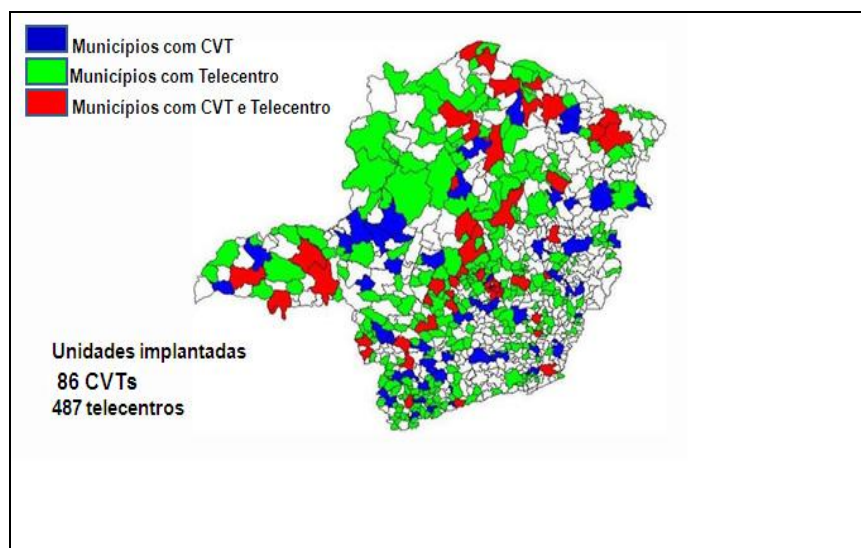 Municípios com CVT
Municípios com Telecentro
Municípios com CVT e Telecentro
Unidades implantadas
86 CVTs
487 telecentros